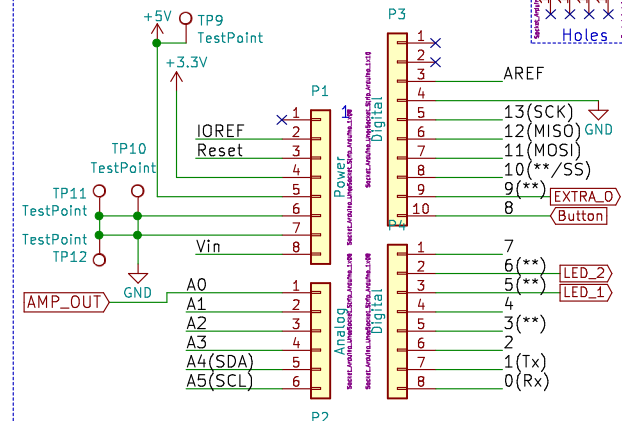 +5V
TP9
TestPoint
+3.3V
P3
Holes
1
2
3 AREF
4
GND
5 13(SCK)
6 12(MISO)
7 11(MOSI)
8 10(**/SS)
9 9(**) EXTRA_O
10 8 Button
Digital
P1
1
1
IOREF 2
Reset 3
4
5
6
7
Vin 8
Power
TP10
TestPoint
TP11
TestPoint
TestPoint
TP12
GND
P4
1 7
2 6(**) LED_2
3 5(**) LED_1
4 4
5 3(**)
6 2
7 1(Tx)
8 0(Rx)
Digital
AMP_OUT
A0 1
A1 2
A2 3
A3 4
A4(SDA) 5
A5(SCL) 6
Analog
P2